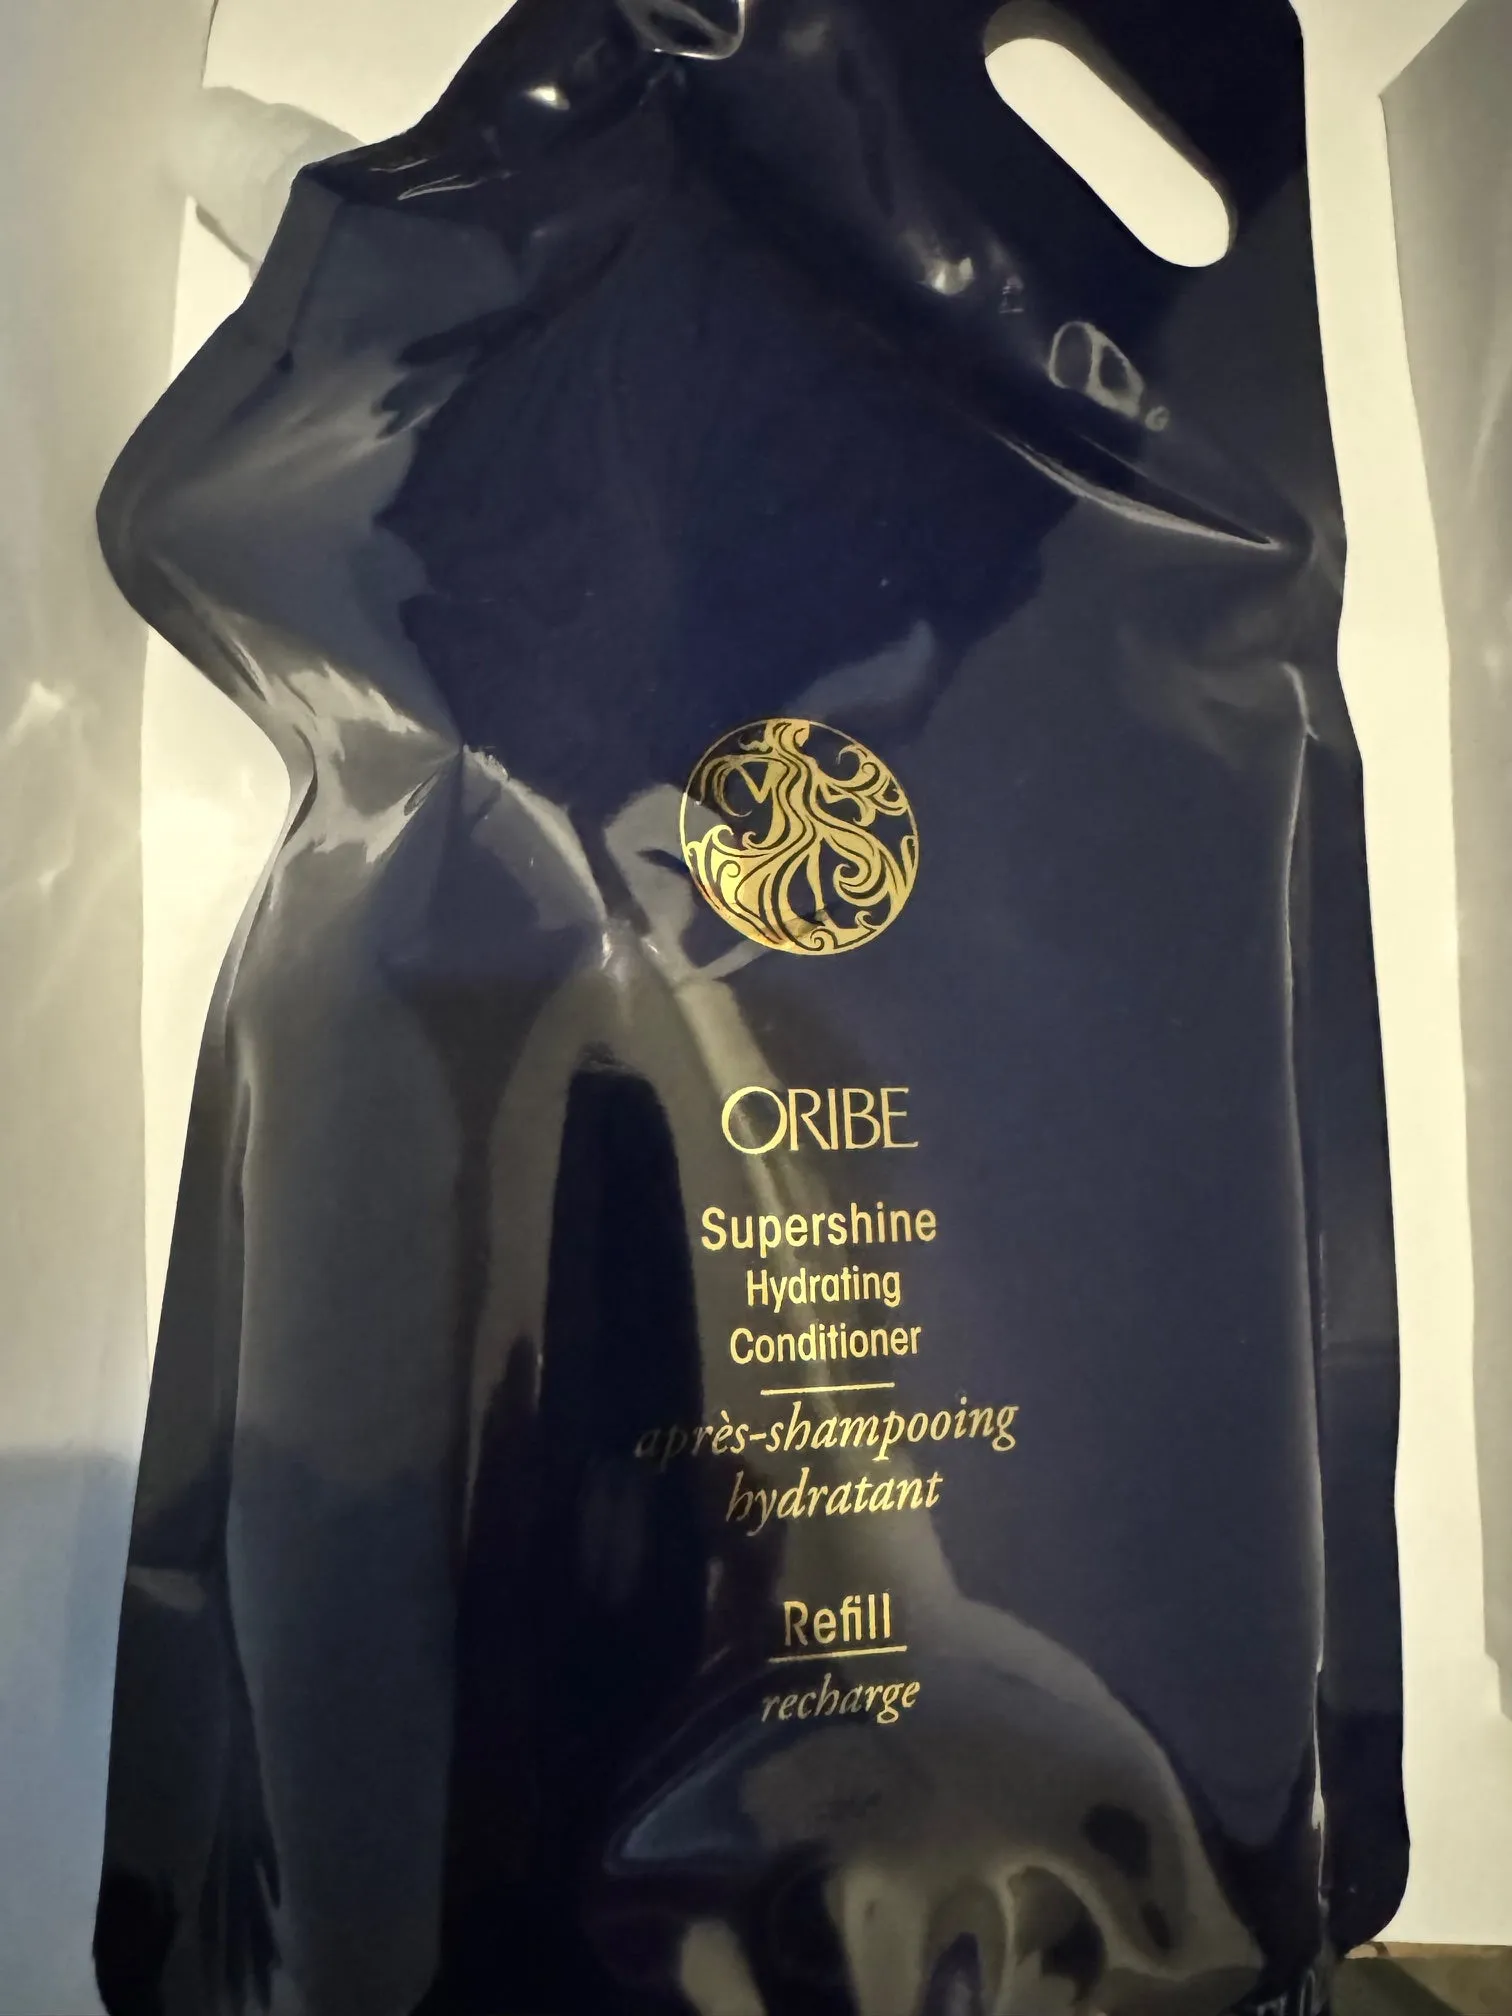 ORIBE
Supershine
Hydrating
Conditioner
après-shampooing
hydratant
Refill
recharge